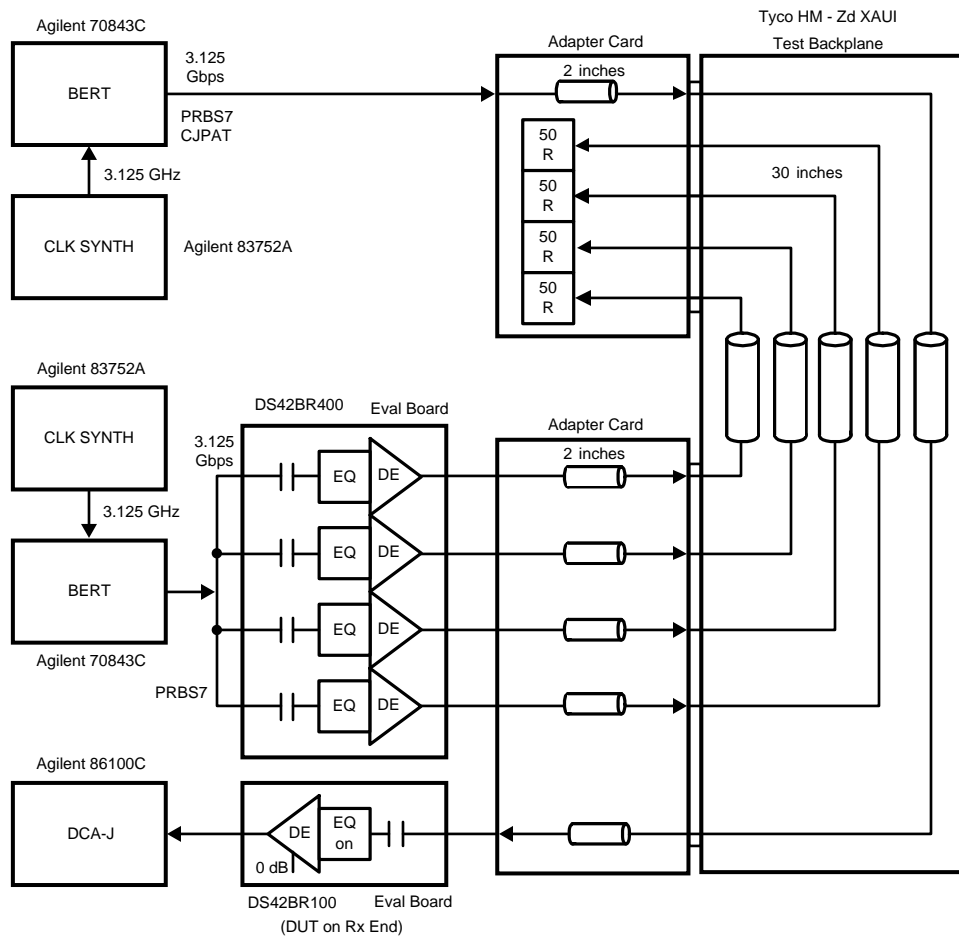 Agilent 70843C
BERT
3.125
Gbps
PRBS7
CJPAT
3.125 GHz
CLK SYNTH
Agilent 83752A
Adapter Card
2 inches
50
R
50
R
50
R
50
R
Tyco HM - Zd XAUI
Test Backplane
30 inches
Agilent 83752A
CLK SYNTH
3.125 GHz
BERT
Agilent 70843C
DS42BR400
Eval Board
3.125
Gbps
EQ
DE
EQ
DE
EQ
DE
EQ
DE
PRBS7
Adapter Card
2 inches
Agilent 86100C
DCA-J
DE
EQ
on
0 dB
DS42BR100
Eval Board
(DUT on Rx End)